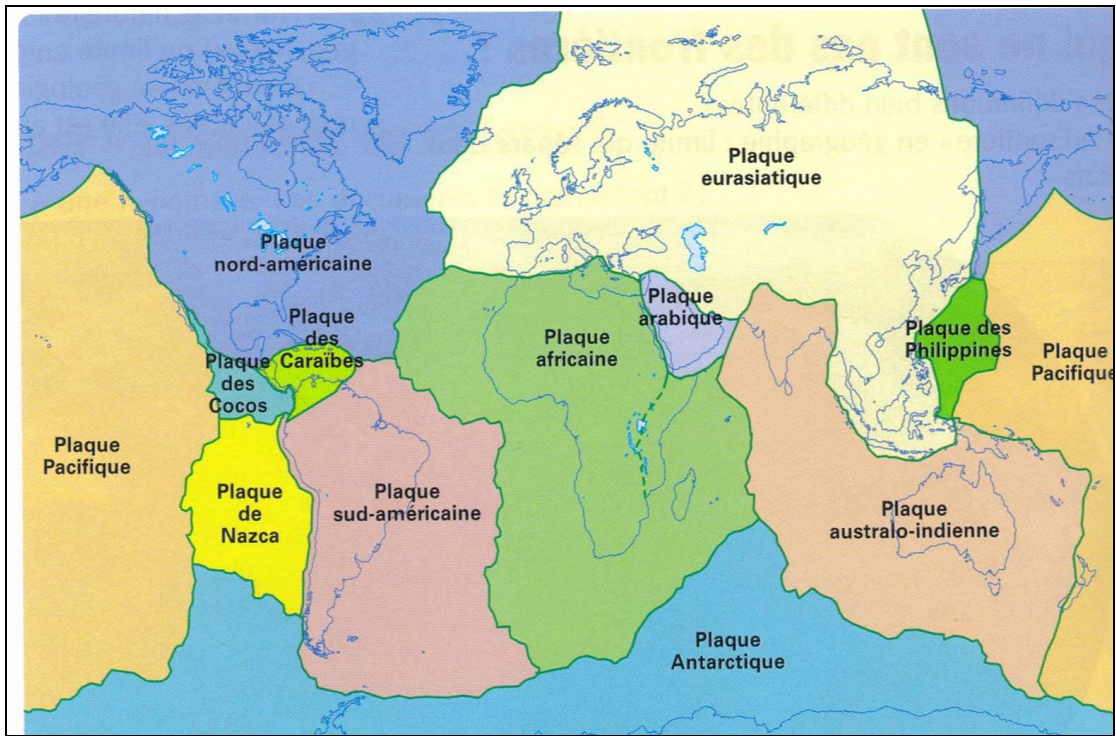 Plaque
eurasiatique
Plaque
nord-américaine
Plaque
des
Caraïbes
Plaque
des
Cocos
Plaque
africaine
Plaque
arabique
Plaque des
Philippines
Plaque
Pacifique
Plaque
Pacifique
Plaque
de
Nazca
Plaque
sud-américaine
Plaque
australo-indienne
Plaque
Antarctique